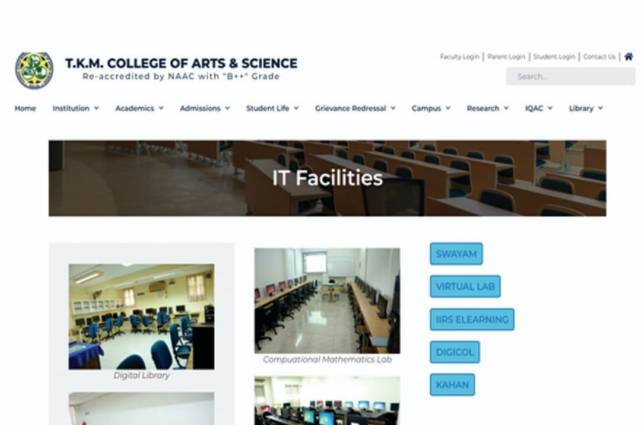 T.K.M. COLLEGE OF ARTS & SCIENCE
Re-accredited by NAAC with "B++" Grade
Faculty Login | Parent Login | Student Login | Contact Us |
Search...
Home Institution Academics Admissions Student Life Grievance Redressal Campus Research IQAC Library
IT Facilities
SWAYAM
VIRTUAL LAB
IIRS ELEARNING
DIGICOL
KAHAN
Compuational Mathematics Lab
Digital Library